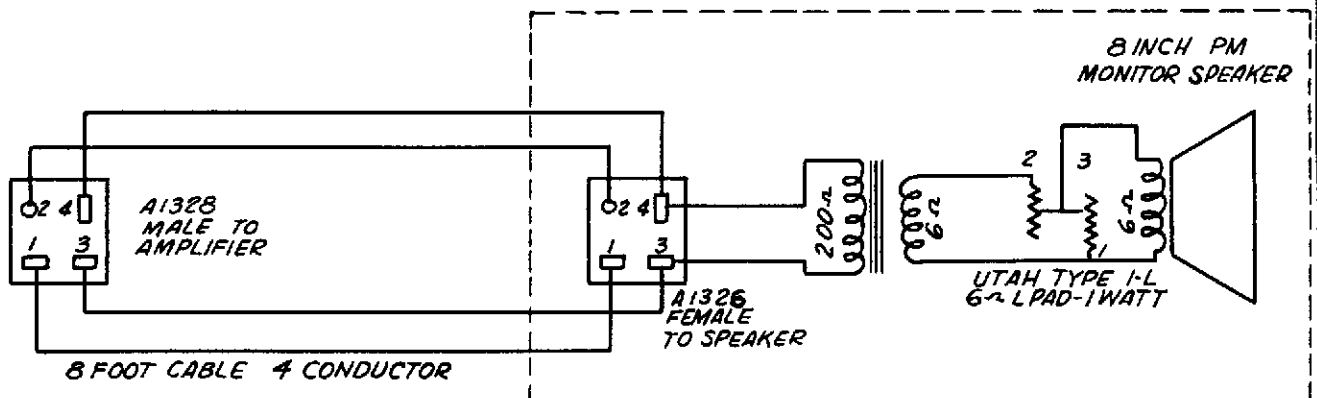 8 INCH PM
MONITOR SPEAKER
2 4
1 3
A1328
MALE TO
AMPLIFIER
2 4
1 3
A1326
FEMALE
TO SPEAKER
200Ω
6Ω
2 3
1
6Ω
UTAH TYPE 1-L
6Ω L PAD-1 WATT
8 FOOT CABLE 4 CONDUCTOR